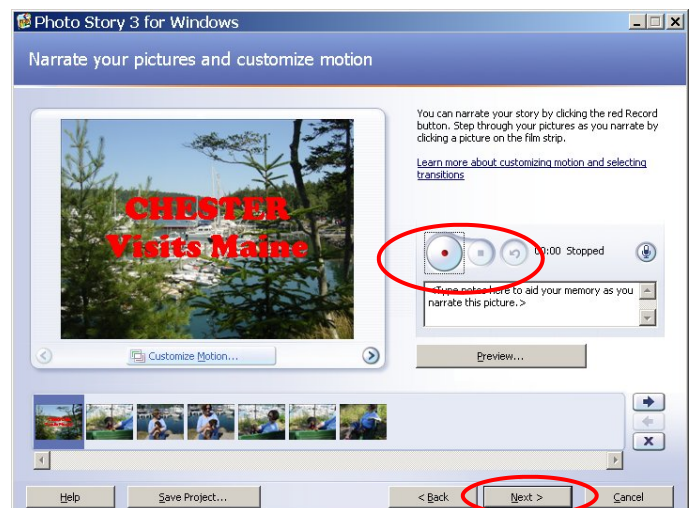 Photo Story 3 for Windows
Narrate your pictures and customize motion
You can narrate your story by clicking the red Record
button. Step through your pictures as you narrate by
clicking a picture on the film strip.
Learn more about customizing motion and selecting
transitions
CHESTER
Visits Maine
00:00 Stopped
<Type notes here to aid your memory as you
narrate this picture.>
Customize Motion...
Preview...
Help
Save Project...
< Back
Next >
Cancel